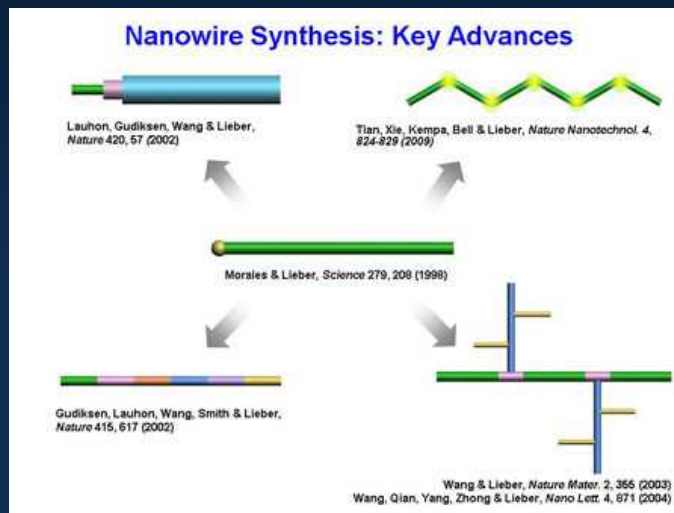 Nanowire Synthesis: Key Advances
Lauhon, Gudiksen, Wang & Lieber,
Nature 420, 57 (2002)
Tian, Xie, Kempa, Bell & Lieber, Nature Nanotechnol. 4,
824-829 (2009)
Morales & Lieber, Science 279, 208 (1998)
Gudiksen, Lauhon, Wang, Smith & Lieber,
Nature 415, 617 (2002)
Wang & Lieber, Nature Mater. 2, 355 (2003)
Wang, Qian, Yang, Zhong & Lieber, Nano Lett. 4, 871 (2004)